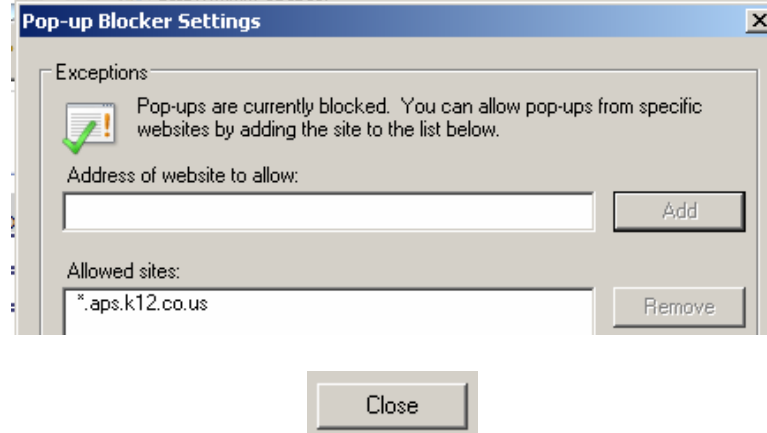 Pop-up Blocker Settings
Exceptions
Pop-ups are currently blocked. You can allow pop-ups from specific
websites by adding the site to the list below.
Address of website to allow:
Add
Allowed sites:
*.aps.k12.co.us
Remove
Close